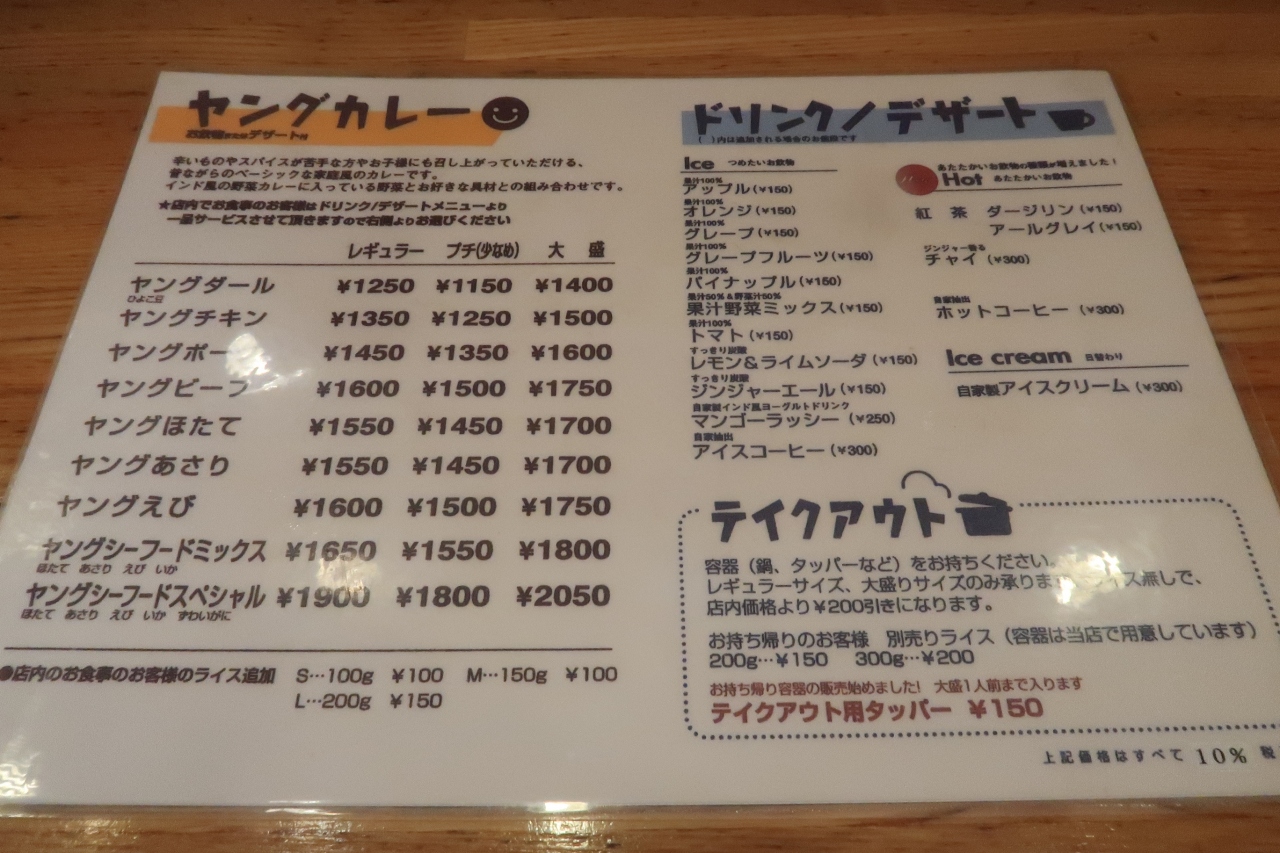 ヤングカレー
お飲物またはデザート付
辛いものやスパイスが苦手な方やお子様にも召し上がっていただける、
昔ながらのベーシックな家庭風のカレーです。
インド風の野菜カレーに入っている野菜とお好きな具材との組み合わせです。
★店内でお食事のお客様はドリンク/デザートメニューより
一品サービスさせて頂きますので右側よりお選びください
レギュラー プチ(少なめ) 大盛
ヤングダール ¥1250 ¥1150 ¥1400
ひよこ豆
ヤングチキン ¥1350 ¥1250 ¥1500
ヤングポー ¥1450 ¥1350 ¥1600
ヤングビーフ ¥1600 ¥1500 ¥1750
ヤングほたて ¥1550 ¥1450 ¥1700
ヤングあさり ¥1550 ¥1450 ¥1700
ヤングえび ¥1600 ¥1500 ¥1750
ヤングシーフードミックス ¥1650 ¥1550 ¥1800
ほたて あさり えび いか
ヤングシーフードスペシャル ¥1900 ¥1800 ¥2050
ほたて あさり えび いか ずわいがに
●店内のお食事のお客様のライス追加 S…100g ¥100 M…150g ¥100
L…200g ¥150
ドリンク/デザート
( )内は追加される場合のお値段です
Ice つめたいお飲物
果汁100%
アップル(¥150)
果汁100%
オレンジ(¥150)
果汁100%
グレープ(¥150)
果汁100%
グレープフルーツ(¥150)
果汁100%
パイナップル(¥150)
果汁50%&野菜汁50%
果汁野菜ミックス(¥150)
果汁100%
トマト(¥150)
すっきり炭酸
レモン&ライムソーダ(¥150)
すっきり炭酸
ジンジャーエール(¥150)
自家製インド風ヨーグルトドリンク
マンゴーラッシー(¥250)
自家抽出
アイスコーヒー(¥300)
あたたかいお飲物の種類が増えました!
Hot あたたかいお飲物
紅茶 ダージリン(¥150)
アールグレイ(¥150)
ジンジャー香る
チャイ(¥300)
自家抽出
ホットコーヒー(¥300)
Ice cream 日替わり
自家製アイスクリーム(¥300)
テイクアウト
容器(鍋、タッパーなど)をお持ちください。
レギュラーサイズ、大盛りサイズのみ承りま イス無しで、
店内価格より¥200引きになります。
お持ち帰りのお客様 別売りライス(容器は当店で用意しています)
200g…¥150 300g…¥200
お持ち帰り容器の販売始めました! 大盛1人前まで入ります
テイクアウト用タッパー ¥150
上記価格はすべて 10% 税